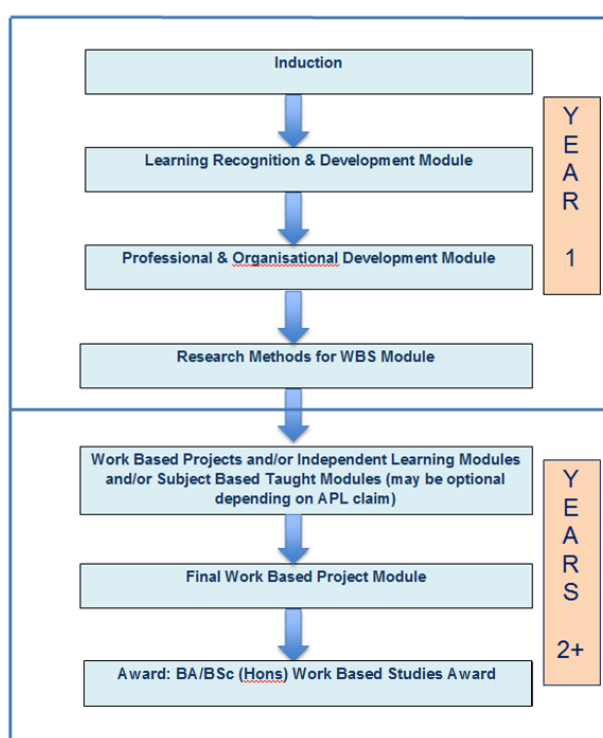 Induction
Learning Recognition & Development Module
Professional & Organisational Development Module
Research Methods for WBS Module
YEAR 1
Work Based Projects and/or Independent Learning Modules
and/or Subject Based Taught Modules (may be optional
depending on APL claim)
Final Work Based Project Module
Award: BA/BSc (Hons) Work Based Studies Award
YEARS 2+